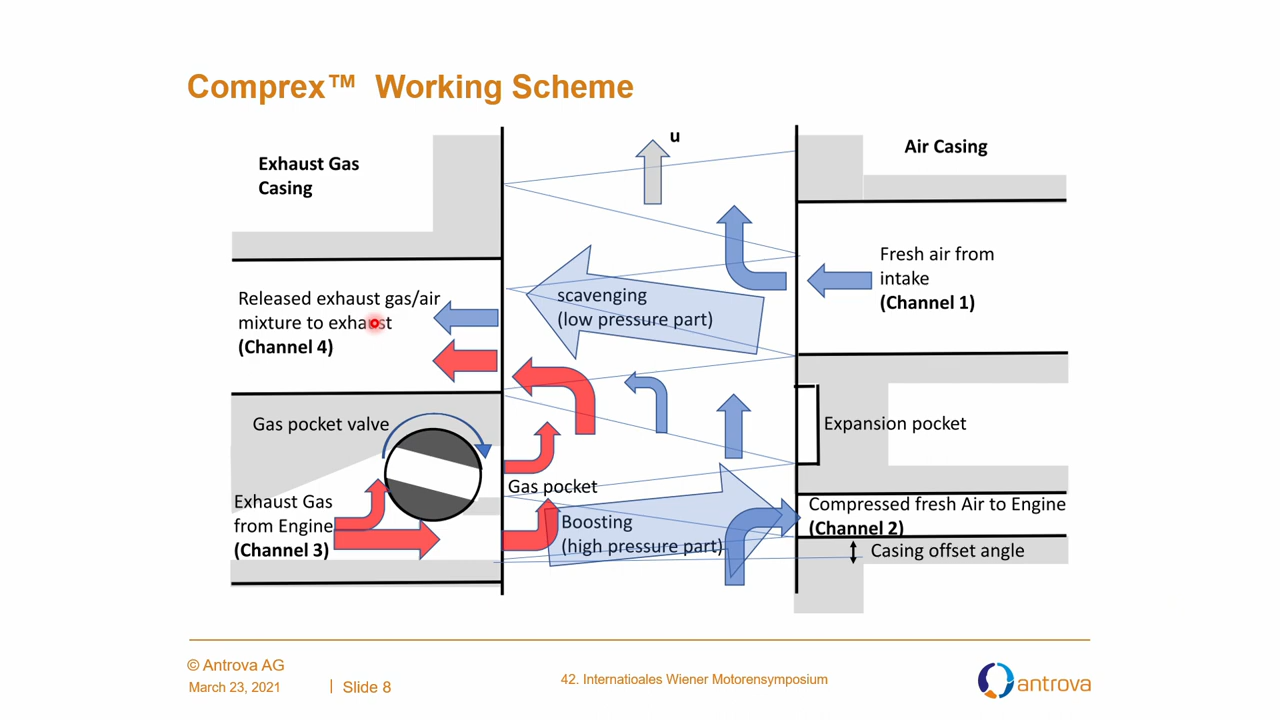 Comprex™ Working Scheme
u
Exhaust Gas
Casing
Air Casing
Fresh air from
intake
(Channel 1)
Released exhaust gas/air
mixture to exhaust
(Channel 4)
scavenging
(low pressure part)
Gas pocket valve
Expansion pocket
Gas pocket
Exhaust Gas
from Engine
(Channel 3)
Boosting
(high pressure part)
Compressed fresh Air to Engine
(Channel 2)
Casing offset angle
© Antrova AG
March 23, 2021
Slide 8
42. Internatioales Wiener Motorensymposium
antrova